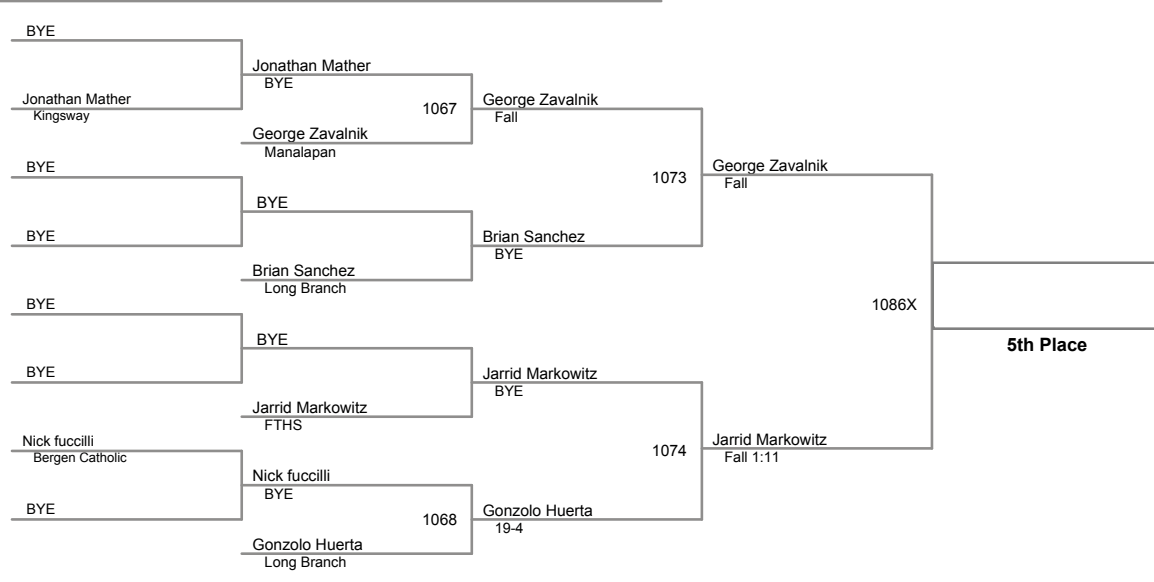 BYE
Jonathan Mather
BYE
Jonathan Mather
Kingsway
1067
George Zavalnik
Fall
George Zavalnik
Manalapan
BYE
1073
George Zavalnik
Fall
BYE
BYE
Brian Sanchez
BYE
Brian Sanchez
Long Branch
BYE
1086X
BYE
5th Place
BYE
Jarrid Markowitz
BYE
Jarrid Markowitz
FTHS
Nick fuccilli
Bergen Catholic
1074
Jarrid Markowitz
Fall 1:11
Nick fuccilli
BYE
BYE
1068
Gonzolo Huerta
19-4
Gonzolo Huerta
Long Branch